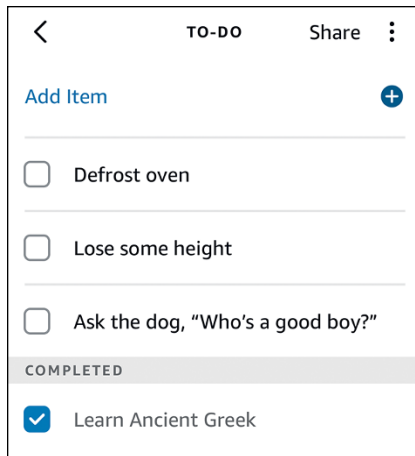 TO-DO Share
Add Item
Defrost oven
Lose some height
Ask the dog, “Who’s a good boy?”
COMPLETED
Learn Ancient Greek